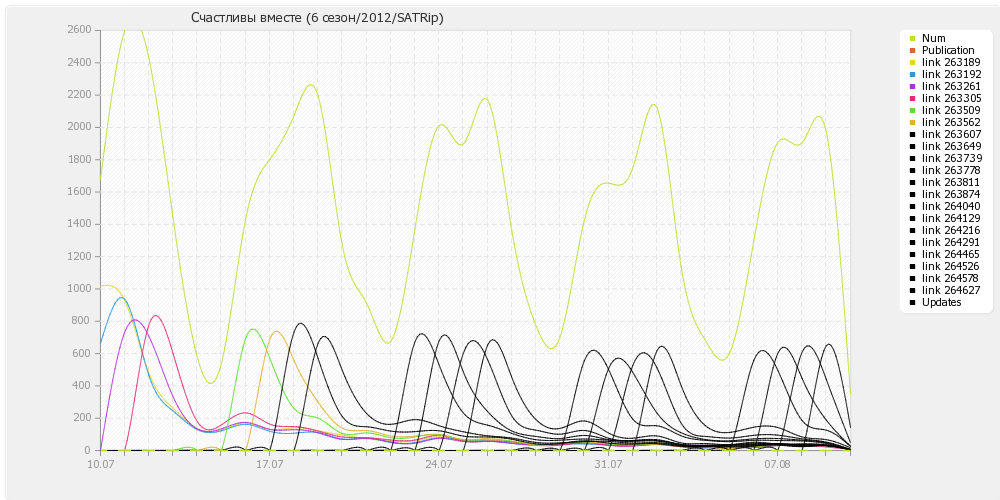 Счастливы вместе (6 сезон/2012/SATRip)
2600
2400
2200
2000
1800
1600
1400
1200
1000
800
600
400
200
0
10.07 17.07 24.07 31.07 07.08
Num
Publication
link 263189
link 263192
link 263261
link 263305
link 263509
link 263562
link 263607
link 263649
link 263739
link 263778
link 263811
link 263874
link 264040
link 264129
link 264216
link 264291
link 264465
link 264526
link 264578
link 264627
Updates